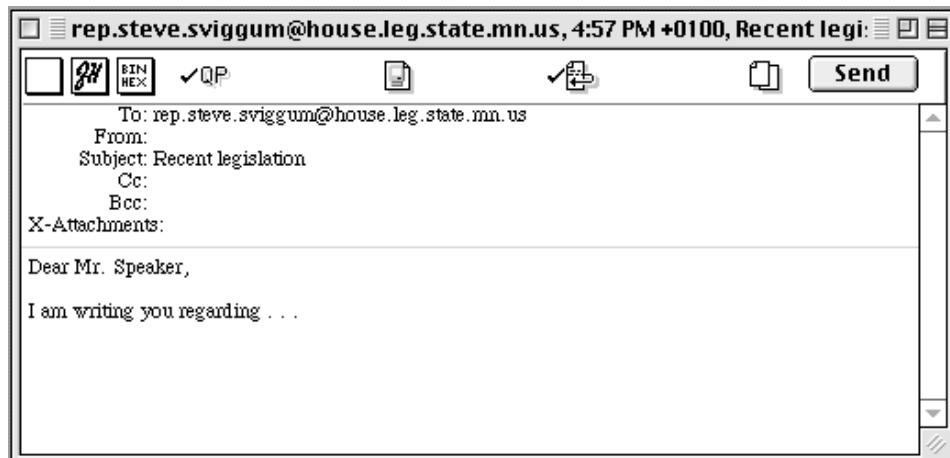 rep.steve.sviggum@house.leg.state.mn.us, 4:57 PM +0100, Recent legi:
BIN
HEX
QP
Send
To: rep.steve.sviggum@house.leg.state.mn.us
From:
Subject: Recent legislation
Cc:
Bcc:
X-Attachments:
Dear Mr. Speaker,
I am writing you regarding . . .